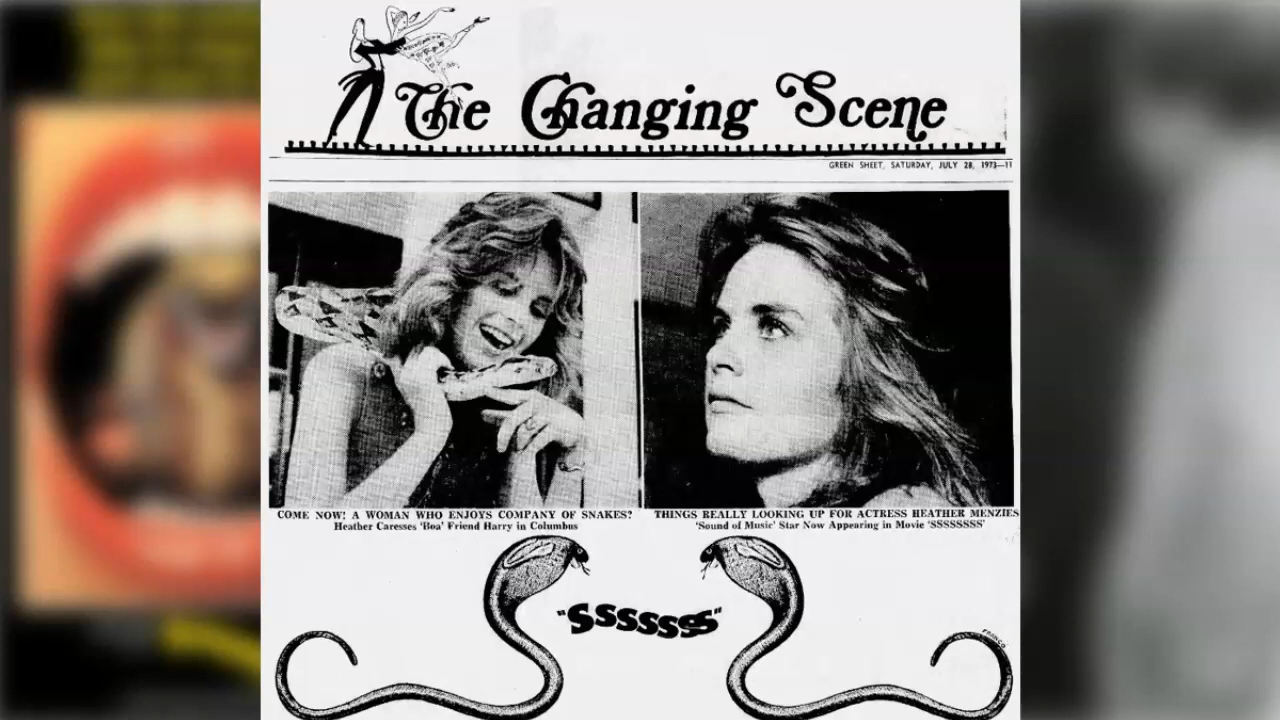 The Changing Scene
GREEN SHEET, SATURDAY, JULY 28, 1973—11
COME NOW! A WOMAN WHO ENJOYS COMPANY OF SNAKES?
Heather Caresses 'Boa' Friend Harry in Columbus
THINGS REALLY LOOKING UP FOR ACTRESS HEATHER MENZIES
'Sound of Music' Star Now Appearing in Movie 'SSSSSSSS'
"SSSSSSS"